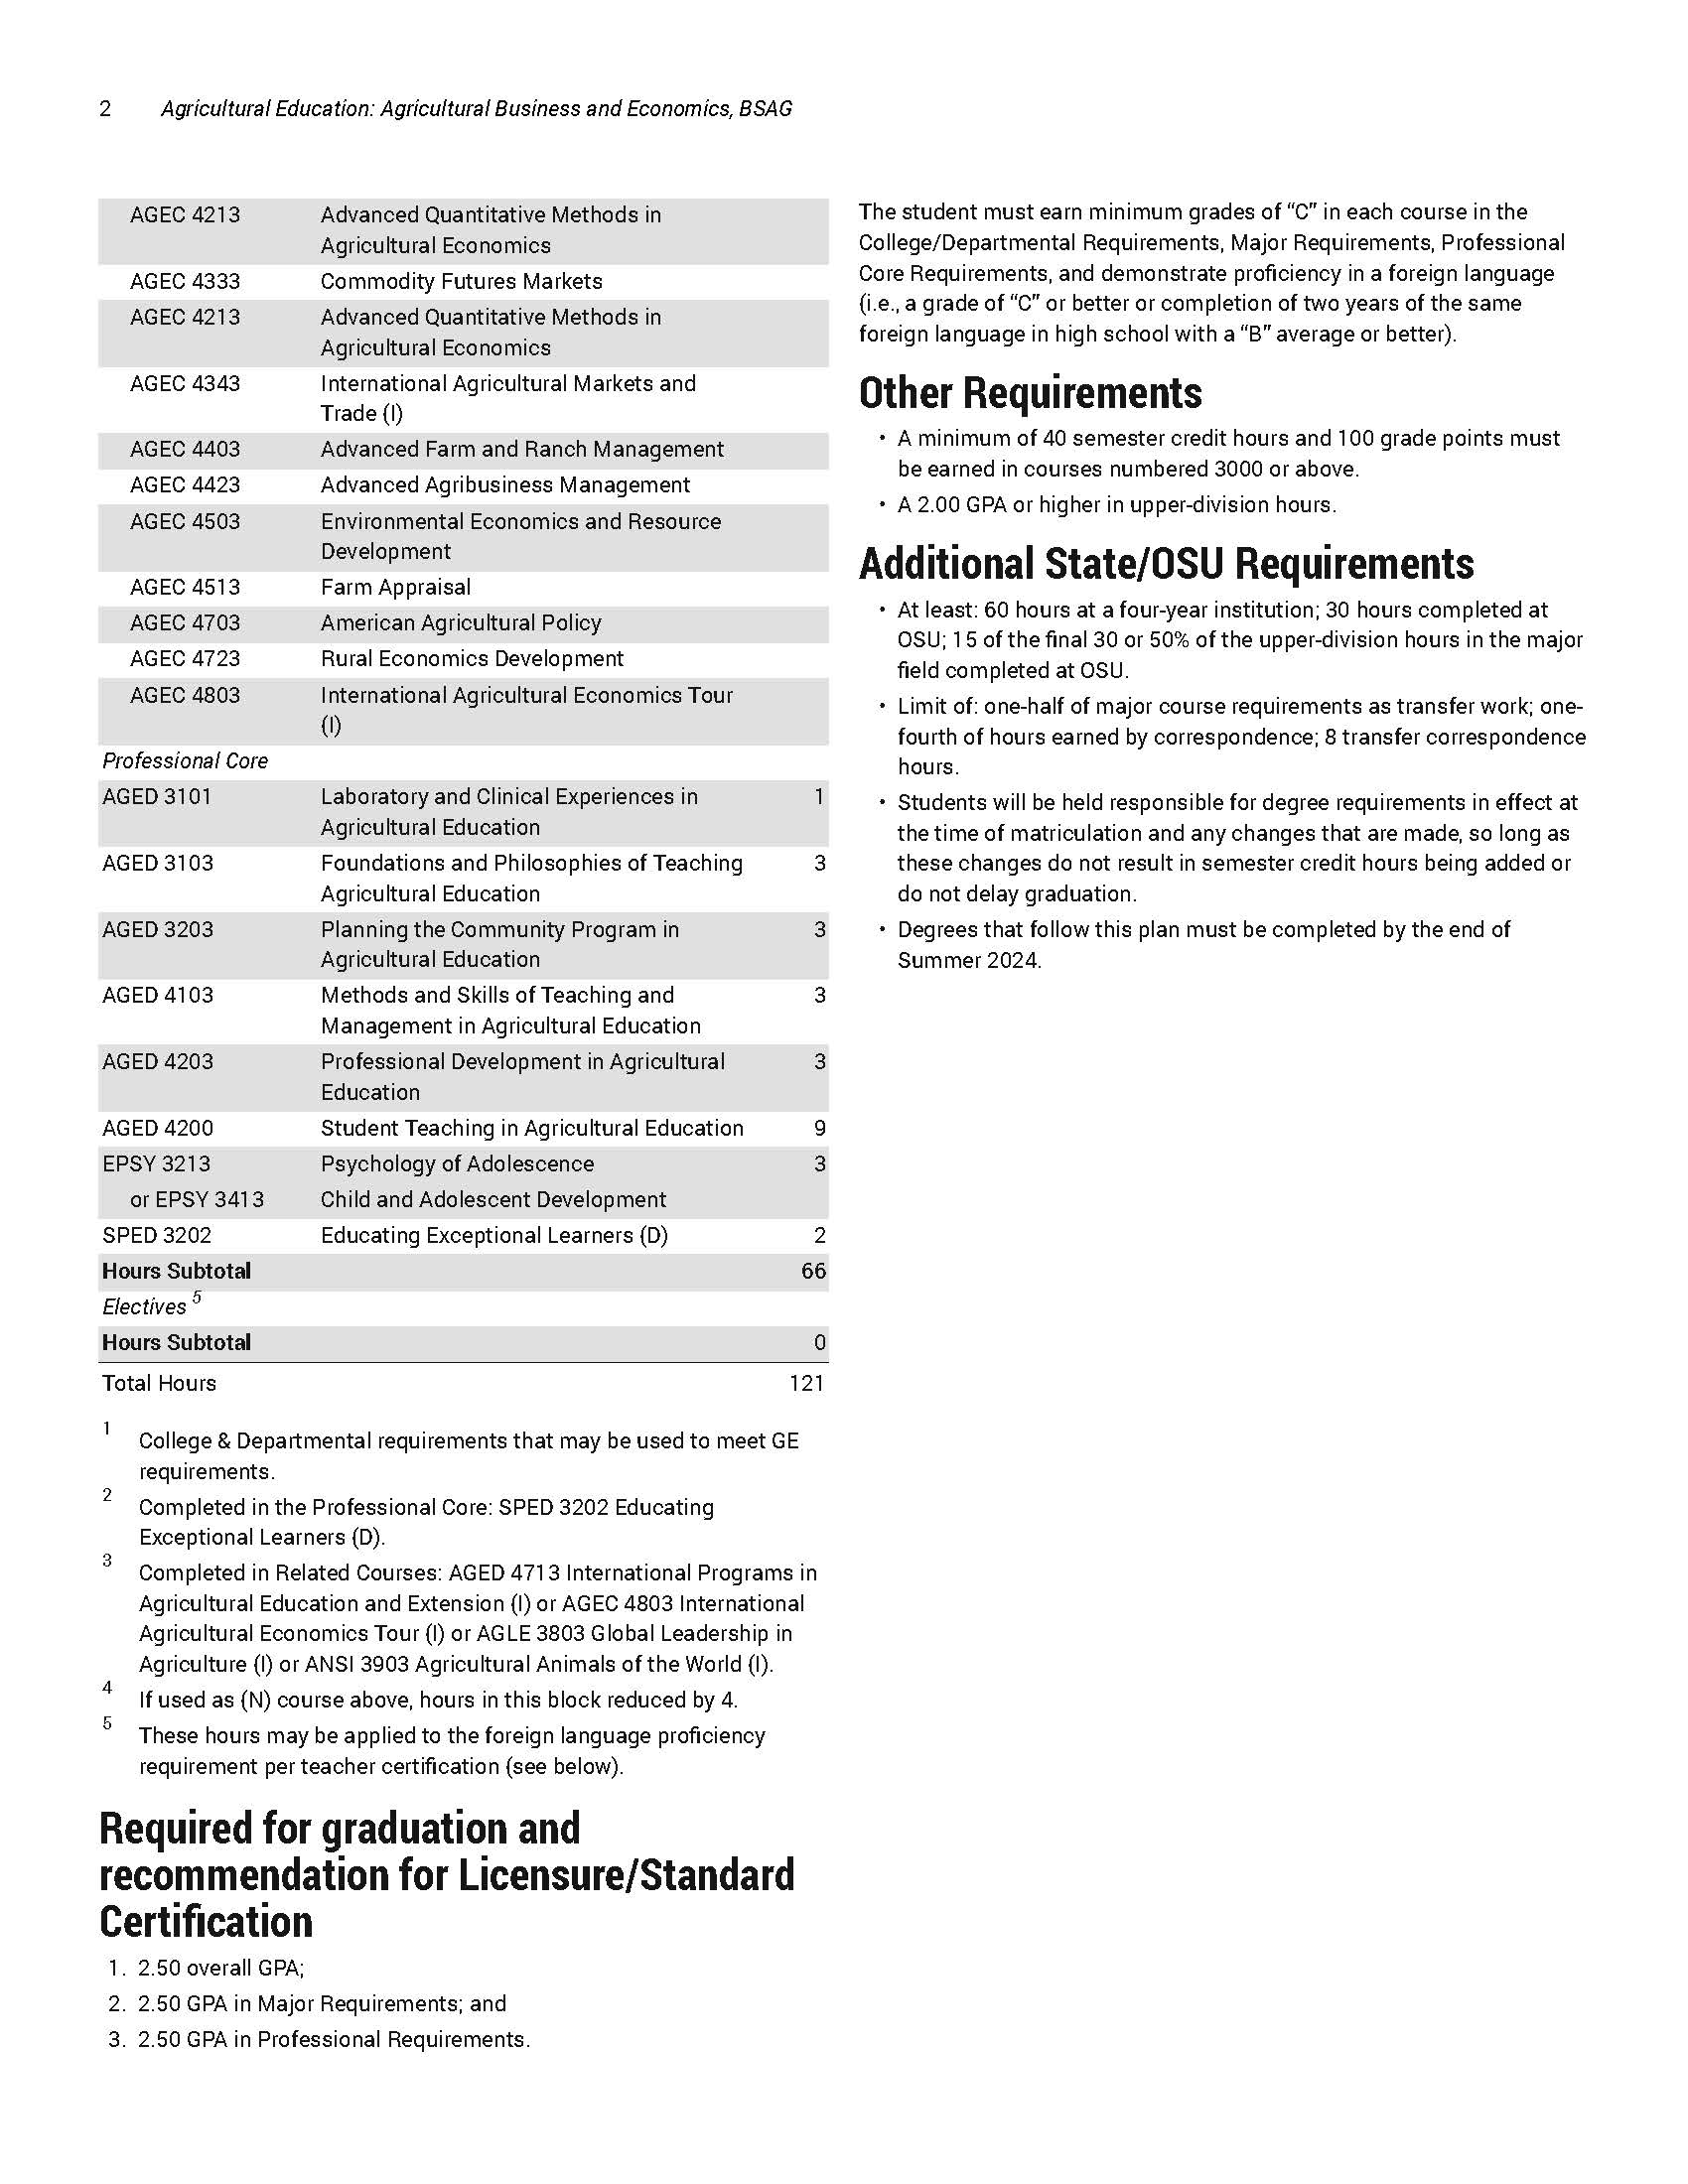 2 Agricultural Education: Agricultural Business and Economics, BSAG
AGEC 4213 Advanced Quantitative Methods in
Agricultural Economics
AGEC 4333 Commodity Futures Markets
AGEC 4213 Advanced Quantitative Methods in
Agricultural Economics
AGEC 4343 International Agricultural Markets and
Trade (I)
AGEC 4403 Advanced Farm and Ranch Management
AGEC 4423 Advanced Agribusiness Management
AGEC 4503 Environmental Economics and Resource
Development
AGEC 4513 Farm Appraisal
AGEC 4703 American Agricultural Policy
AGEC 4723 Rural Economics Development
AGEC 4803 International Agricultural Economics Tour
(I)
Professional Core
AGED 3101 Laboratory and Clinical Experiences in 1
Agricultural Education
AGED 3103 Foundations and Philosophies of Teaching 3
Agricultural Education
AGED 3203 Planning the Community Program in 3
Agricultural Education
AGED 4103 Methods and Skills of Teaching and 3
Management in Agricultural Education
AGED 4203 Professional Development in Agricultural 3
Education
AGED 4200 Student Teaching in Agricultural Education 9
EPSY 3213 Psychology of Adolescence 3
or EPSY 3413 Child and Adolescent Development
SPED 3202 Educating Exceptional Learners (D) 2
Hours Subtotal 66
Electives 5
Hours Subtotal 0
Total Hours 121
1 College & Departmental requirements that may be used to meet GE
requirements.
2 Completed in the Professional Core: SPED 3202 Educating
Exceptional Learners (D).
3 Completed in Related Courses: AGED 4713 International Programs in
Agricultural Education and Extension (I) or AGEC 4803 International
Agricultural Economics Tour (I) or AGLE 3803 Global Leadership in
Agriculture (I) or ANSI 3903 Agricultural Animals of the World (I).
4 If used as (N) course above, hours in this block reduced by 4.
5 These hours may be applied to the foreign language proficiency
requirement per teacher certification (see below).
Required for graduation and
recommendation for Licensure/Standard
Certification
1. 2.50 overall GPA;
2. 2.50 GPA in Major Requirements; and
3. 2.50 GPA in Professional Requirements.
The student must earn minimum grades of “C” in each course in the
College/Departmental Requirements, Major Requirements, Professional
Core Requirements, and demonstrate proficiency in a foreign language
(i.e., a grade of “C” or better or completion of two years of the same
foreign language in high school with a “B” average or better).
Other Requirements
• A minimum of 40 semester credit hours and 100 grade points must
be earned in courses numbered 3000 or above.
• A 2.00 GPA or higher in upper-division hours.
Additional State/OSU Requirements
• At least: 60 hours at a four-year institution; 30 hours completed at
OSU; 15 of the final 30 or 50% of the upper-division hours in the major
field completed at OSU.
• Limit of: one-half of major course requirements as transfer work; one-
fourth of hours earned by correspondence; 8 transfer correspondence
hours.
• Students will be held responsible for degree requirements in effect at
the time of matriculation and any changes that are made, so long as
these changes do not result in semester credit hours being added or
do not delay graduation.
• Degrees that follow this plan must be completed by the end of
Summer 2024.